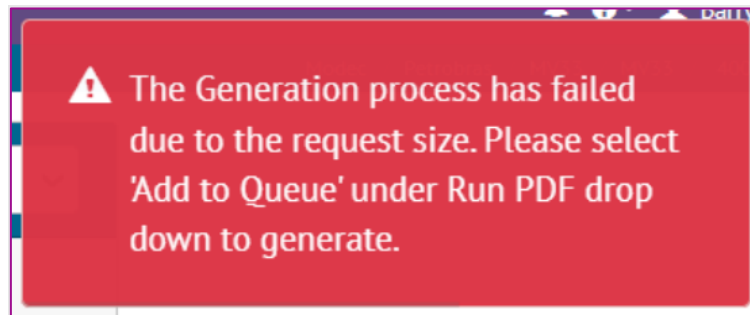 The Generation process has failed
due to the request size. Please select
'Add to Queue' under Run PDF drop
down to generate.